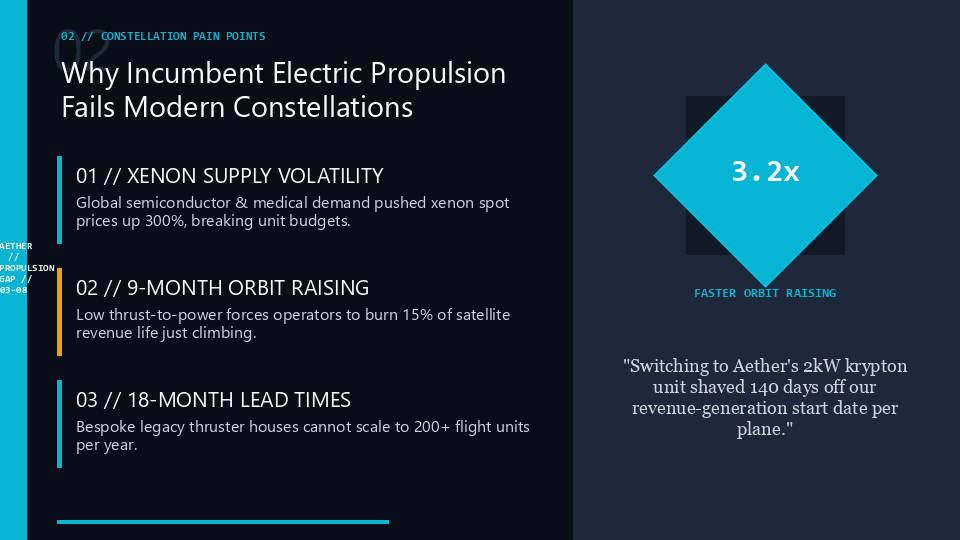 02
02 // CONSTELLATION PAIN POINTS
Why Incumbent Electric Propulsion
Fails Modern Constellations
01 // XENON SUPPLY VOLATILITY
Global semiconductor & medical demand pushed xenon spot
prices up 300%, breaking unit budgets.
AETHER
//
PROPULSION
GAP //
03-08
02 // 9-MONTH ORBIT RAISING
Low thrust-to-power forces operators to burn 15% of satellite
revenue life just climbing.
03 // 18-MONTH LEAD TIMES
Bespoke legacy thruster houses cannot scale to 200+ flight units
per year.
3.2x
FASTER ORBIT RAISING
"Switching to Aether's 2kW krypton
unit shaved 140 days off our
revenue-generation start date per
plane."